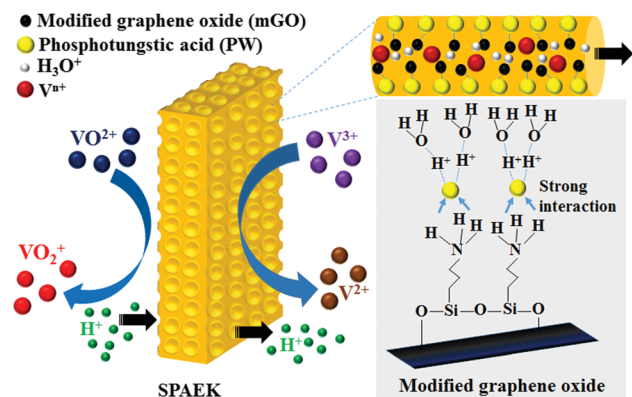 Modified graphene oxide (mGO)
Phosphotungstic acid (PW)
H₃O⁺
Vⁿ⁺
VO²⁺
VO₂⁺
H⁺
V³⁺
V²⁺
H⁺
SPAEK
H H H H
O O O O
H H H H
H⁺ H⁺ H⁺ H⁺
Strong
interaction
H H H H H H
N N
O Si O Si O
Modified graphene oxide